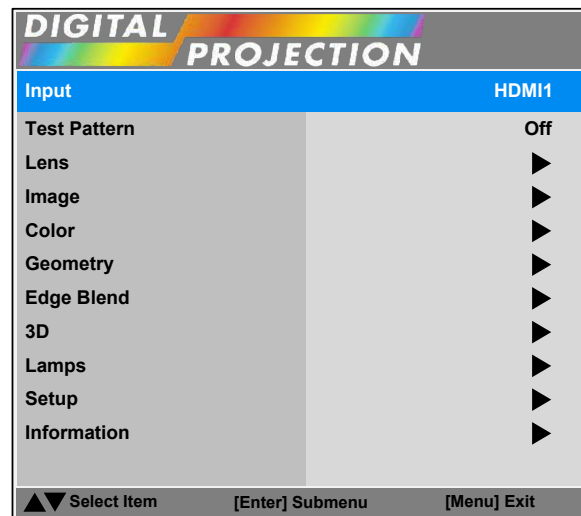 DIGITAL
PROJECTION
Input HDMI1
Test Pattern Off
Lens
Image
Color
Geometry
Edge Blend
3D
Lamps
Setup
Information
Select Item [Enter] Submenu [Menu] Exit